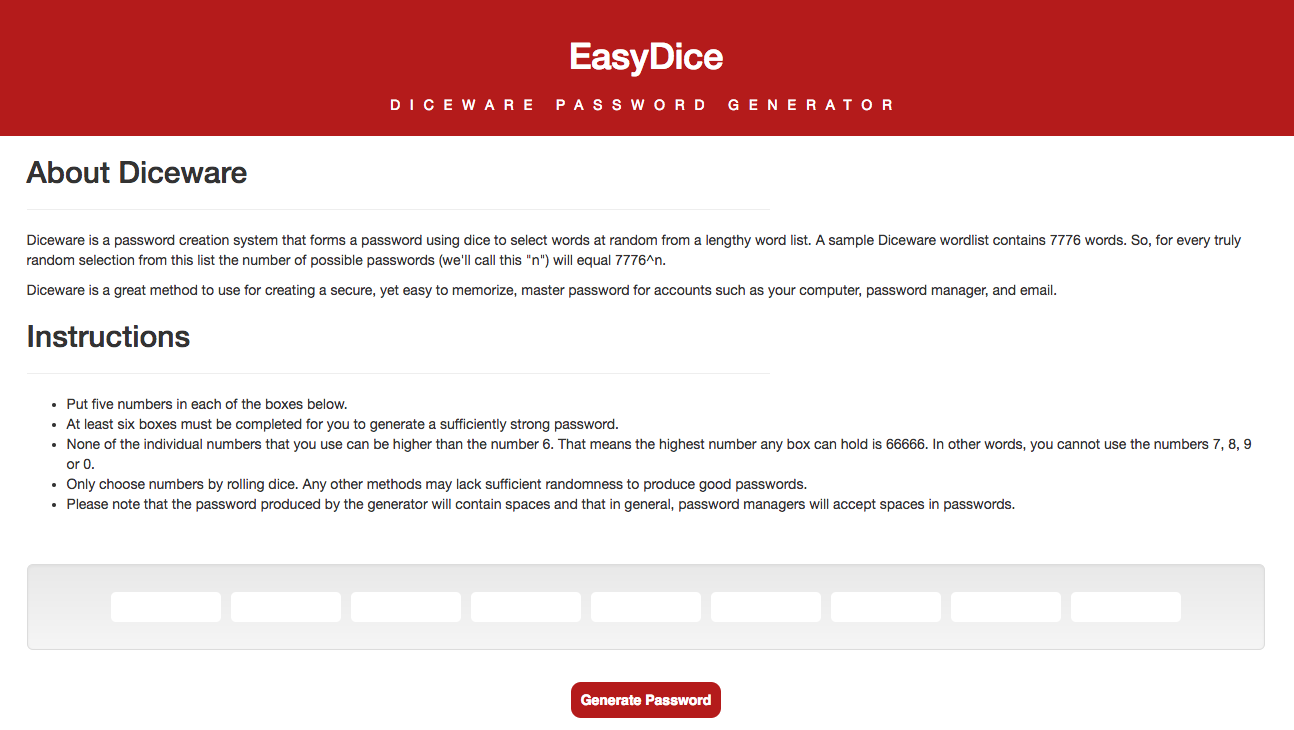 EasyDice
DICEWARE PASSWORD GENERATOR
About Diceware
Diceware is a password creation system that forms a password using dice to select words at random from a lengthy word list. A sample Diceware wordlist contains 7776 words. So, for every truly
random selection from this list the number of possible passwords (we'll call this "n") will equal 7776^n.
Diceware is a great method to use for creating a secure, yet easy to memorize, master password for accounts such as your computer, password manager, and email.
Instructions
• Put five numbers in each of the boxes below.
• At least six boxes must be completed for you to generate a sufficiently strong password.
• None of the individual numbers that you use can be higher than the number 6. That means the highest number any box can hold is 66666. In other words, you cannot use the numbers 7, 8, 9
or 0.
• Only choose numbers by rolling dice. Any other methods may lack sufficient randomness to produce good passwords.
• Please note that the password produced by the generator will contain spaces and that in general, password managers will accept spaces in passwords.
Generate Password